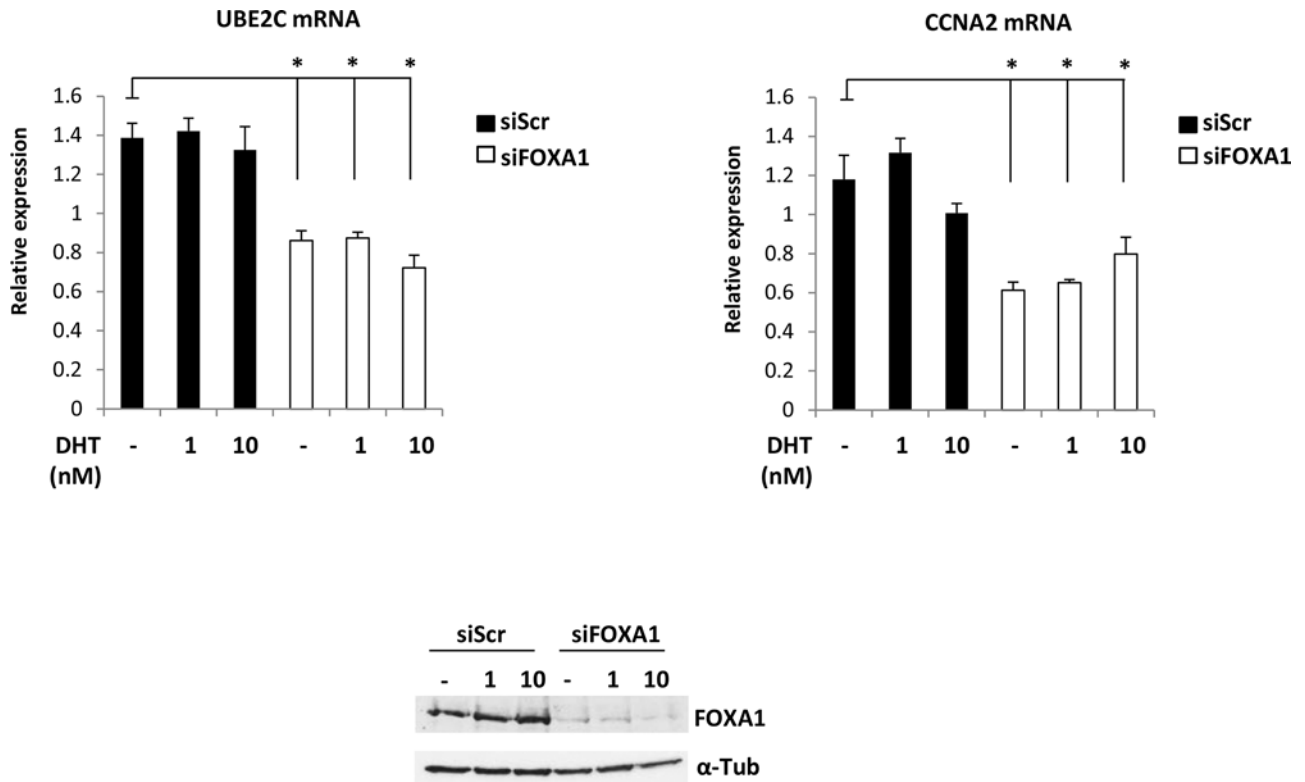 UBE2C mRNA
* * *
Relative expression
1.6
1.4
1.2
1
0.8
0.6
0.4
0.2
0
siScr
siFOXA1
DHT - 1 10 - 1 10
(nM)
CCNA2 mRNA
* * *
Relative expression
1.6
1.4
1.2
1
0.8
0.6
0.4
0.2
0
siScr
siFOXA1
DHT - 1 10 - 1 10
(nM)
siScr siFOXA1
- 1 10 - 1 10
FOXA1
α-Tub